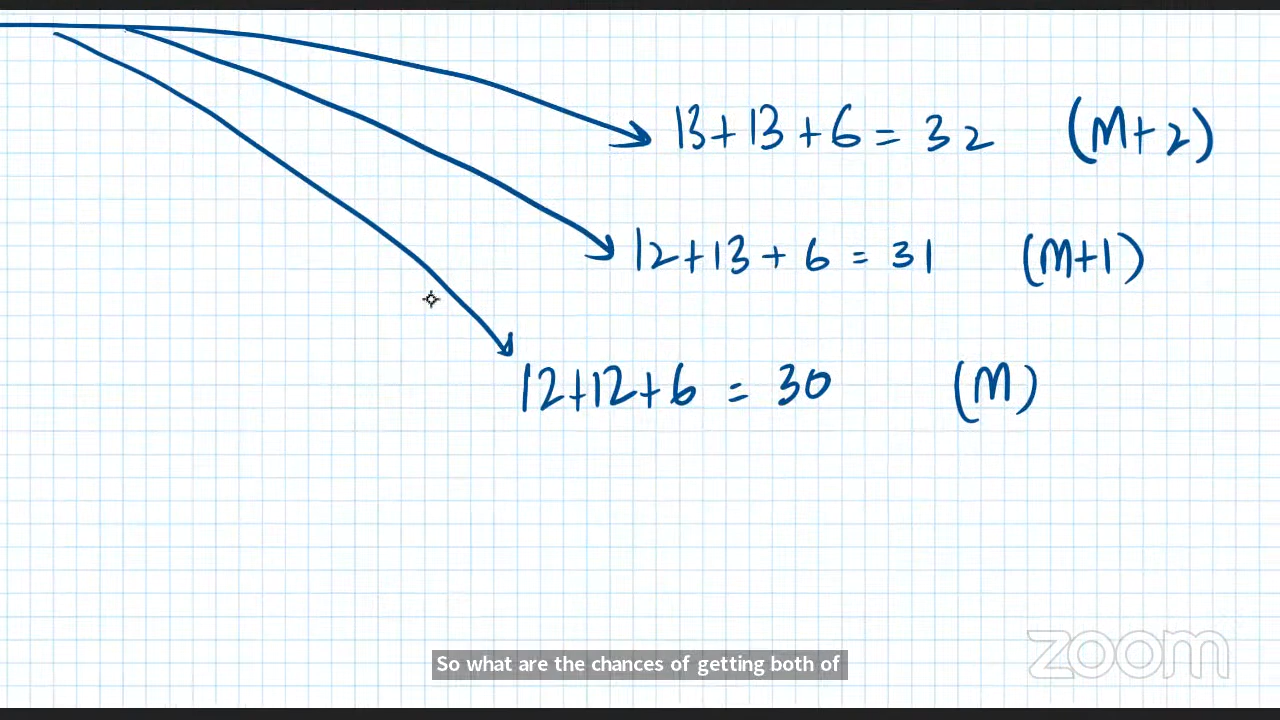 13+13+6 = 32 (M+2)
12+13+6 = 31 (M+1)
12+12+6 = 30 (M)
zoom
So what are the chances of getting both of